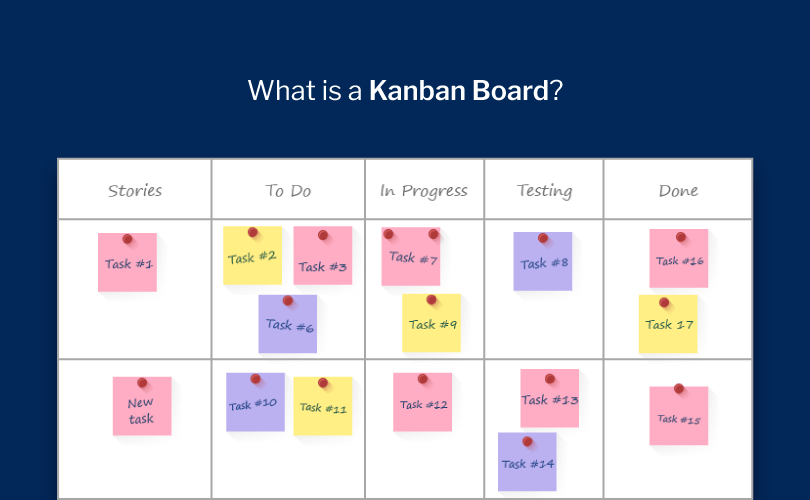 What is a Kanban Board?
Stories
To Do
In Progress
Testing
Done
Task #1
Task #2
Task #3
Task #6
Task #7
Task #9
Task #8
Task #16
Task 17
New
task
Task #10
Task #11
Task #12
Task #13
Task #14
Task #15